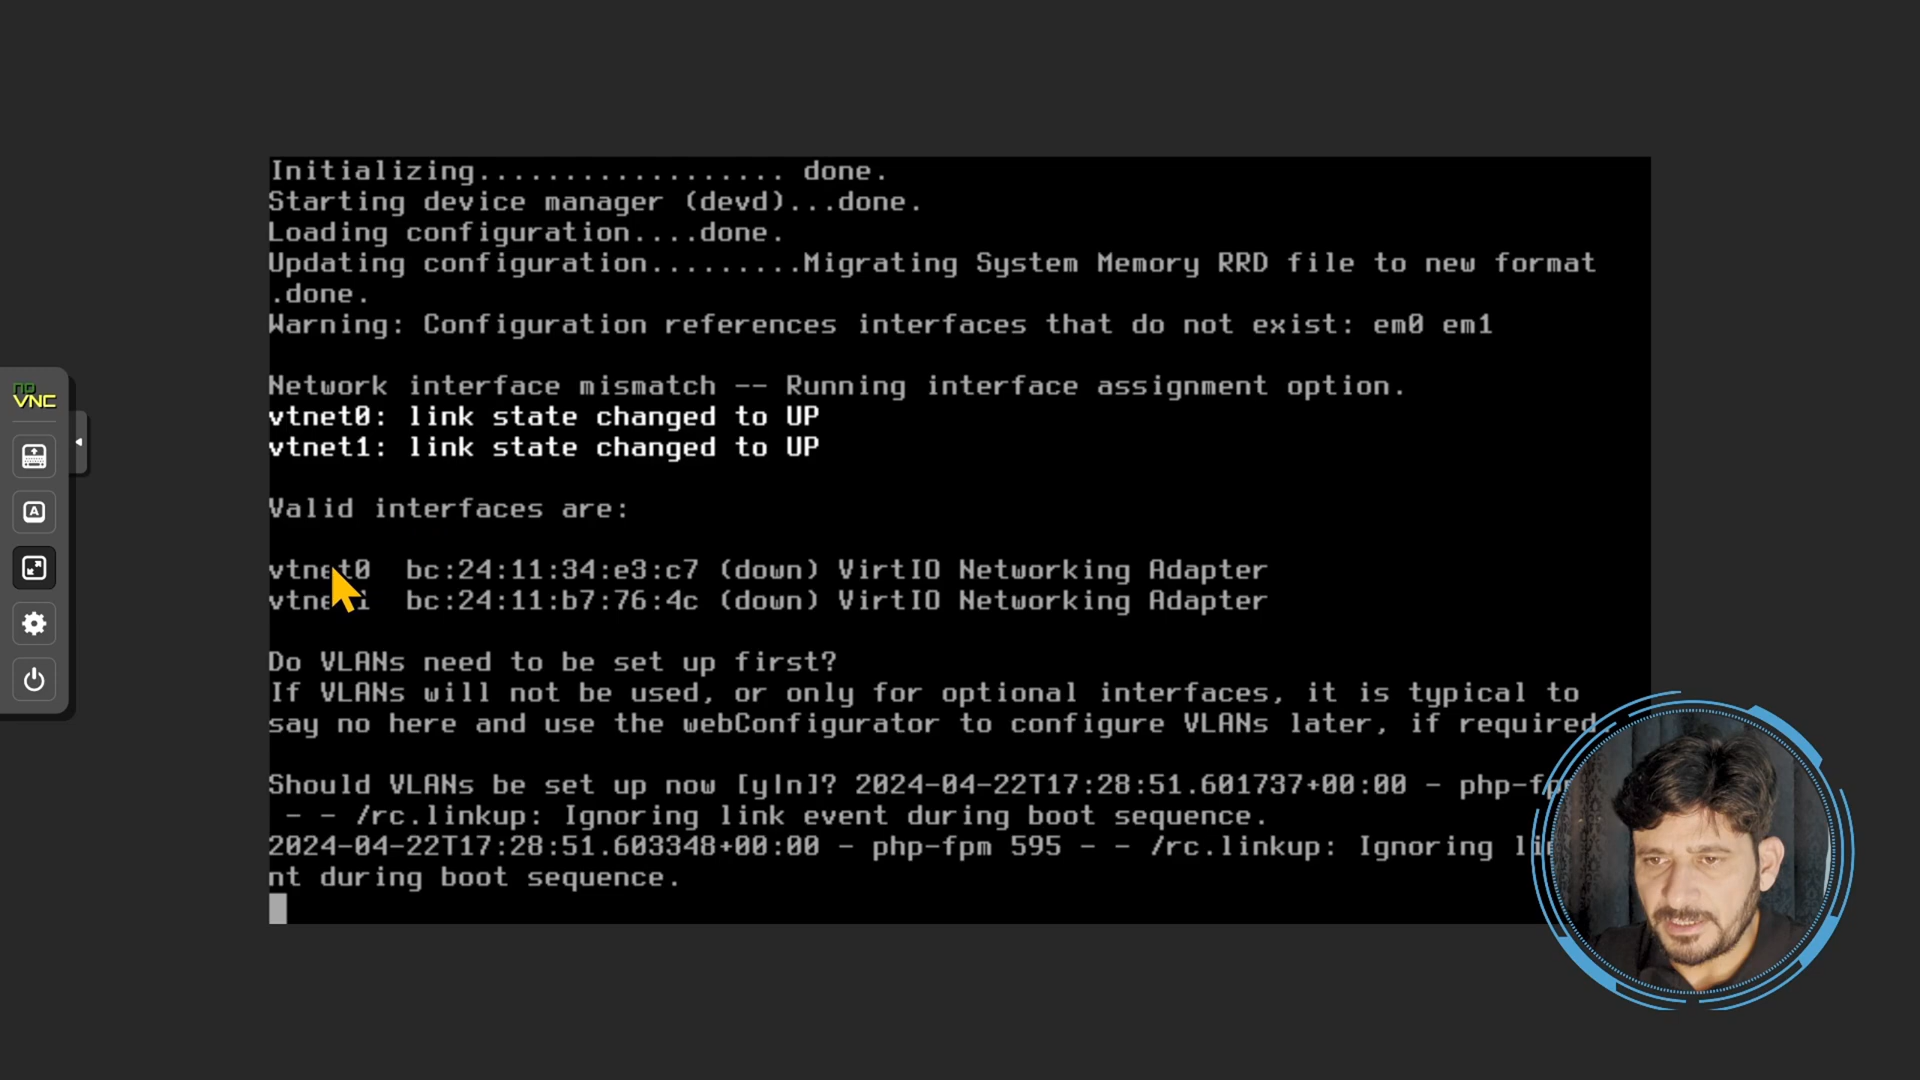 Initializing.................. done.
Starting device manager (devd)...done.
Loading configuration....done.
Updating configuration.........Migrating System Memory RRD file to new format
.done.
Warning: Configuration references interfaces that do not exist: em0 em1
Network interface mismatch -- Running interface assignment option.
vtnet0: link state changed to UP
vtnet1: link state changed to UP
Valid interfaces are:
vtnet0 bc:24:11:34:e3:c7 (down) VirtIO Networking Adapter
bc:24:11:b7:76:4c (down) VirtIO Networking Adapter
Do VLANs need to be set up first?
If VLANs will not be used, or only for optional interfaces, it is typical to
say no here and use the webConfigurator to configure VLANs later, if required.
Should VLANs be set up now [y|n]? 2024-04-22T17:28:51.601737+00:00 - php-fpm
- - /rc.linkup: Ignoring link event during boot sequence.
2024-04-22T17:28:51.603348+00:00 - php-fpm 595 - - /rc.linkup: Ignoring
nt during boot sequence.
no
VNC
A